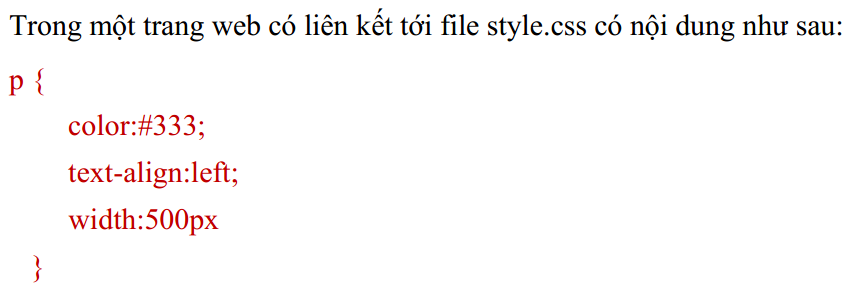 Trong một trang web có liên kết tới file style.css có nội dung như sau:
p {
color:#333;
text-align:left;
width:500px
}